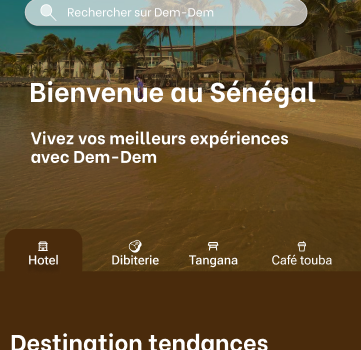 Rechercher sur Dem-Dem
Bienvenue au Sénégal
Vivez vos meilleurs expériences
avec Dem-Dem
Hotel Dibiterie Tangana Café touba
Destination tendances